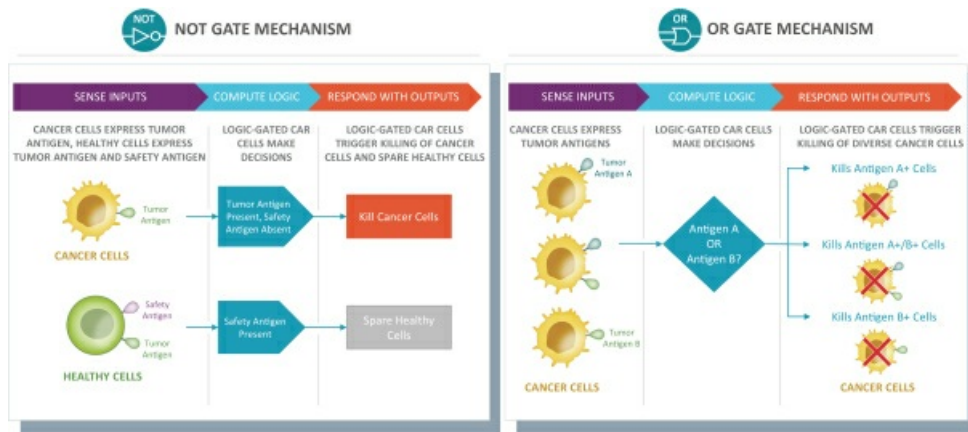 NOT
NOT GATE MECHANISM
SENSE INPUTS
COMPUTE LOGIC
RESPOND WITH OUTPUTS
CANCER CELLS EXPRESS TUMOR
ANTIGEN, HEALTHY CELLS EXPRESS
TUMOR ANTIGEN AND SAFETY ANTIGEN
LOGIC-GATED CAR
CELLS MAKE
DECISIONS
LOGIC-GATED CAR CELLS
TRIGGER KILLING OF CANCER
CELLS AND SPARE HEALTHY CELLS
Tumor
Antigen
CANCER CELLS
Tumor Antigen
Present, Safety
Antigen Absent
Kill Cancer Cells
Safety
Antigen
Tumor
Antigen
HEALTHY CELLS
Safety Antigen
Present
Spare Healthy
Cells
OR
OR GATE MECHANISM
SENSE INPUTS
COMPUTE LOGIC
RESPOND WITH OUTPUTS
CANCER CELLS EXPRESS
TUMOR ANTIGENS
LOGIC-GATED CAR CELLS
MAKE DECISIONS
LOGIC-GATED CAR CELLS TRIGGER
KILLING OF DIVERSE CANCER CELLS
Tumor
Antigen A
Tumor
Antigen B
CANCER CELLS
Antigen A
OR
Antigen B?
Kills Antigen A+ Cells
Kills Antigen A+/B+ Cells
Kills Antigen B+ Cells
CANCER CELLS